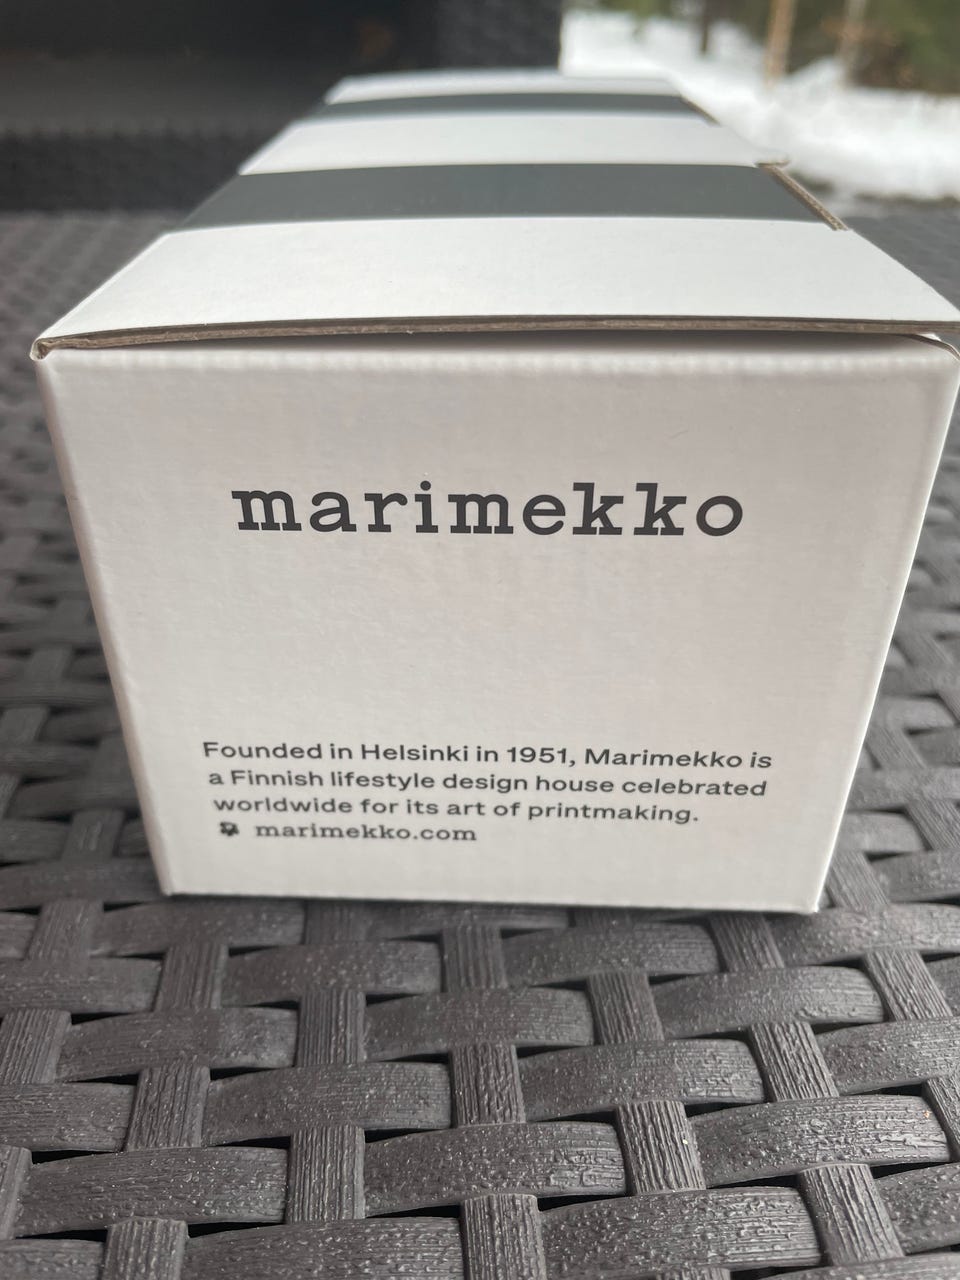 marimekko
Founded in Helsinki in 1951, Marimekko is
a Finnish lifestyle design house celebrated
worldwide for its art of printmaking.
marimekko.com